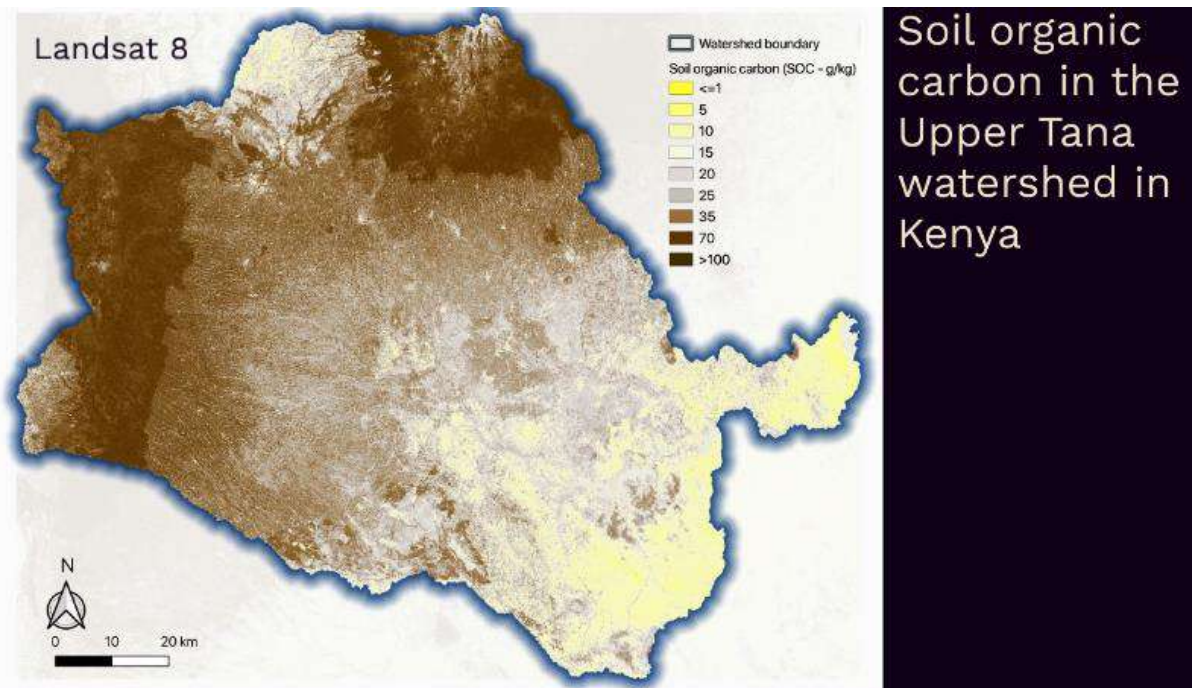 Landsat 8
Watershed boundary
Soil organic carbon (SOC - g/kg)
<=1
5
10
15
20
25
35
70
>100
N
0 10 20 km
Soil organic
carbon in the
Upper Tana
watershed in
Kenya